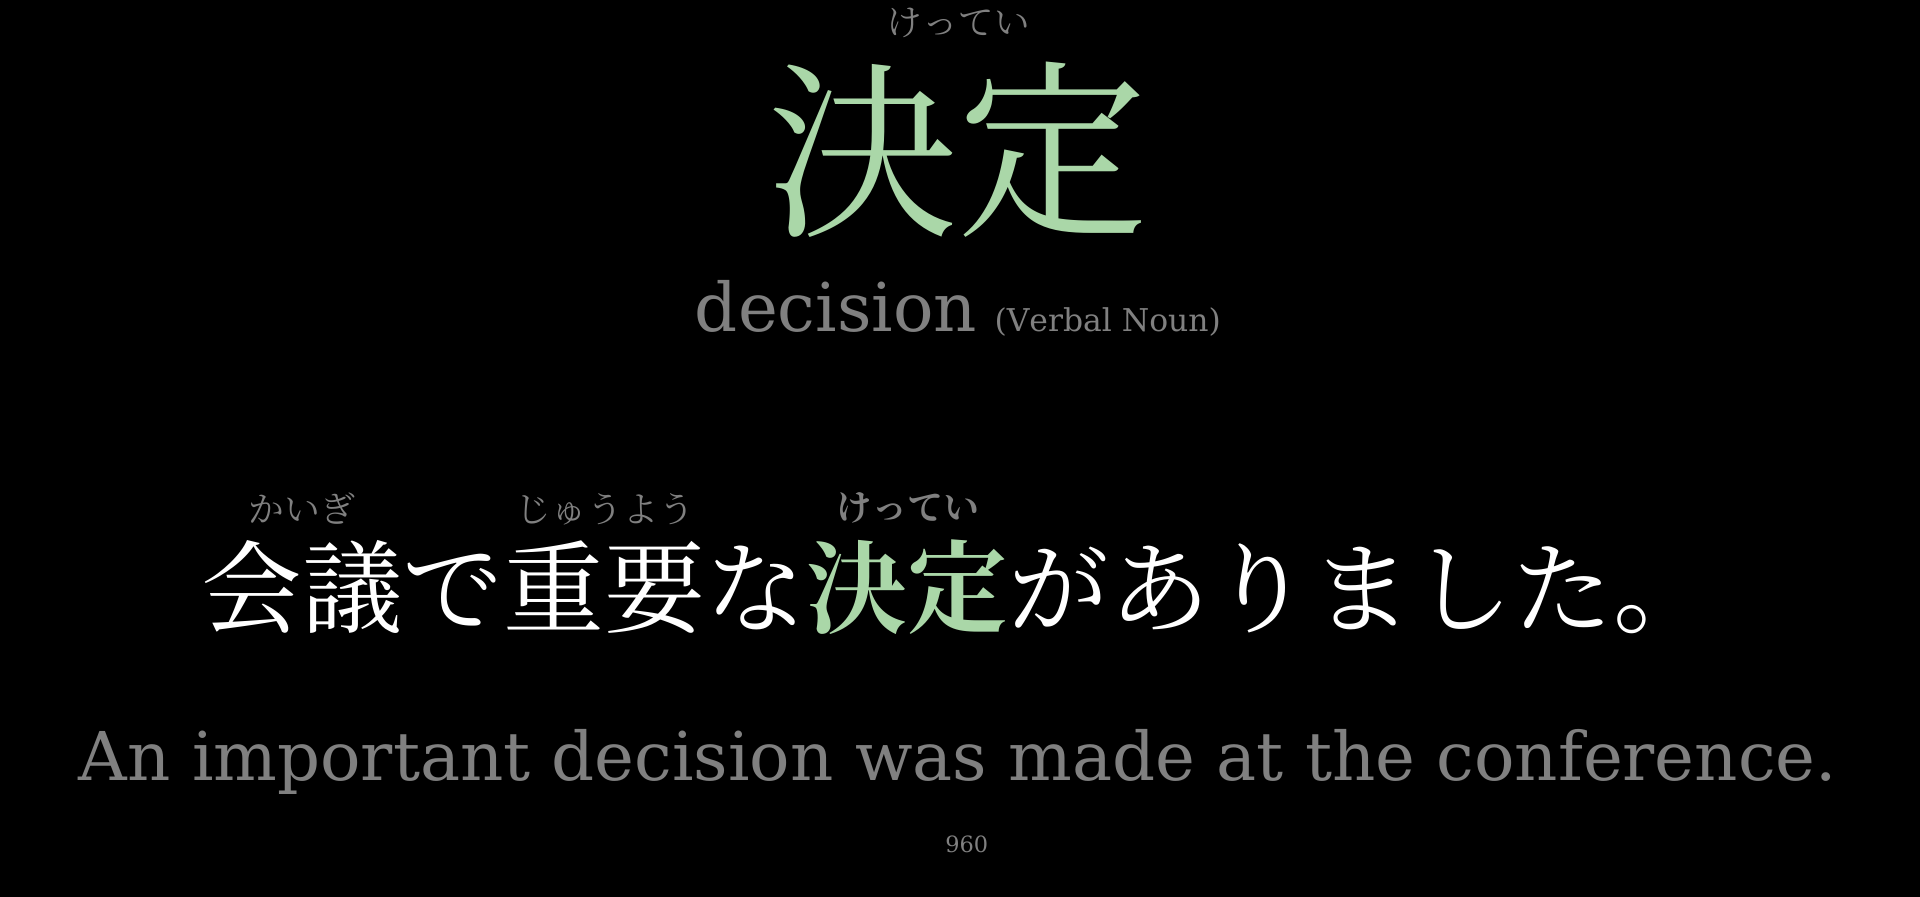 けってい
決定
decision (Verbal Noun)
かいぎ じゅうよう けってい
会議で重要な決定がありました。
An important decision was made at the conference.
960